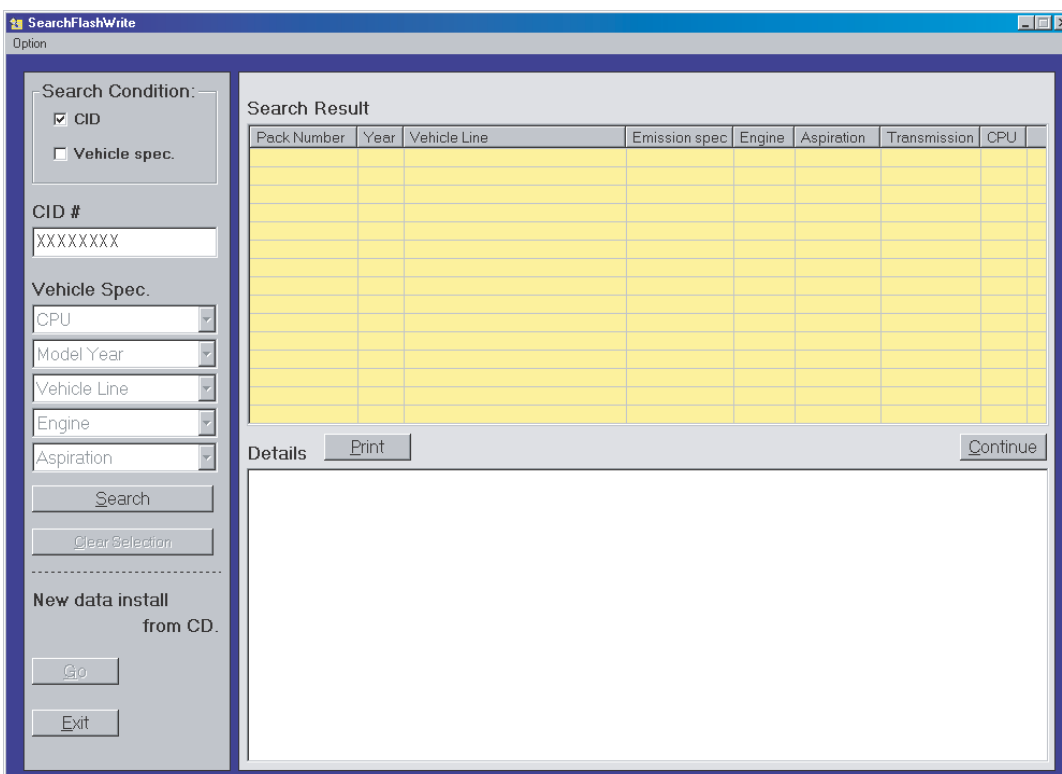 SearchFlashWrite
Option
Search Condition:
CID
Vehicle spec.
CID #
XXXXXXXX
Vehicle Spec.
CPU
Model Year
Vehicle Line
Engine
Aspiration
Search
Clear Selection
New data install
from CD.
Go
Exit
Search Result
Pack Number Year Vehicle Line Emission spec Engine Aspiration Transmission CPU
Details Print Continue